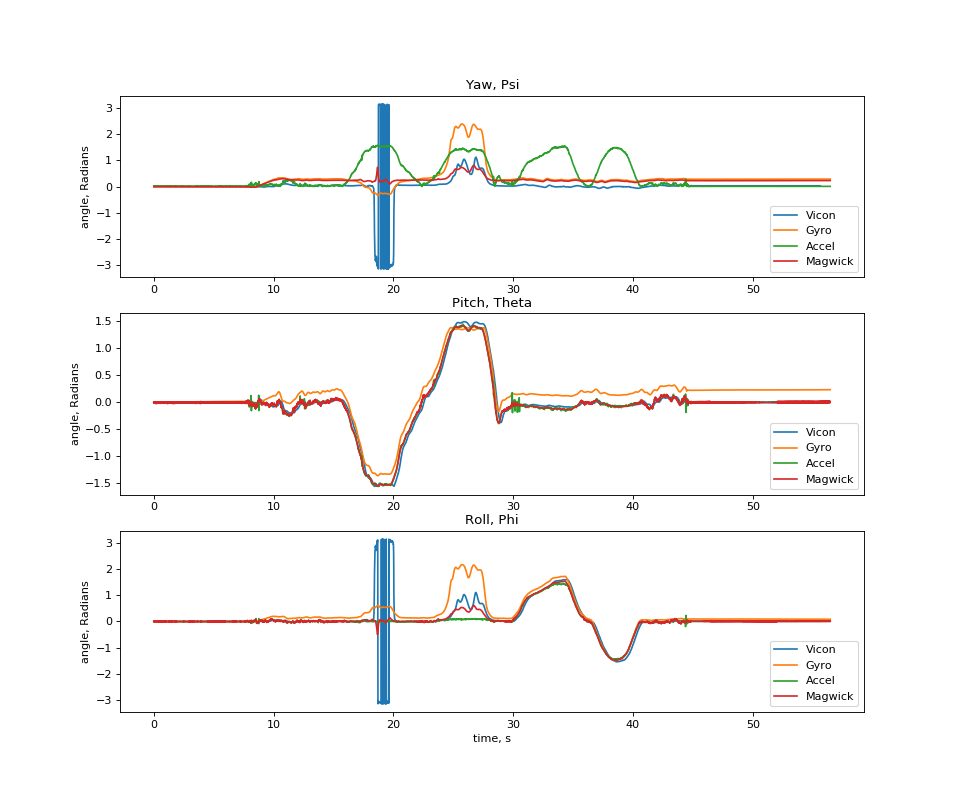 Yaw, Psi
angle, Radians
3
2
1
0
−1
−2
−3
Vicon
Gyro
Accel
Magwick
0 10 20 30 40 50
Pitch, Theta
angle, Radians
1.5
1.0
0.5
0.0
−0.5
−1.0
−1.5
Vicon
Gyro
Accel
Magwick
0 10 20 30 40 50
Roll, Phi
angle, Radians
3
2
1
0
−1
−2
−3
Vicon
Gyro
Accel
Magwick
0 10 20 30 40 50
time, s